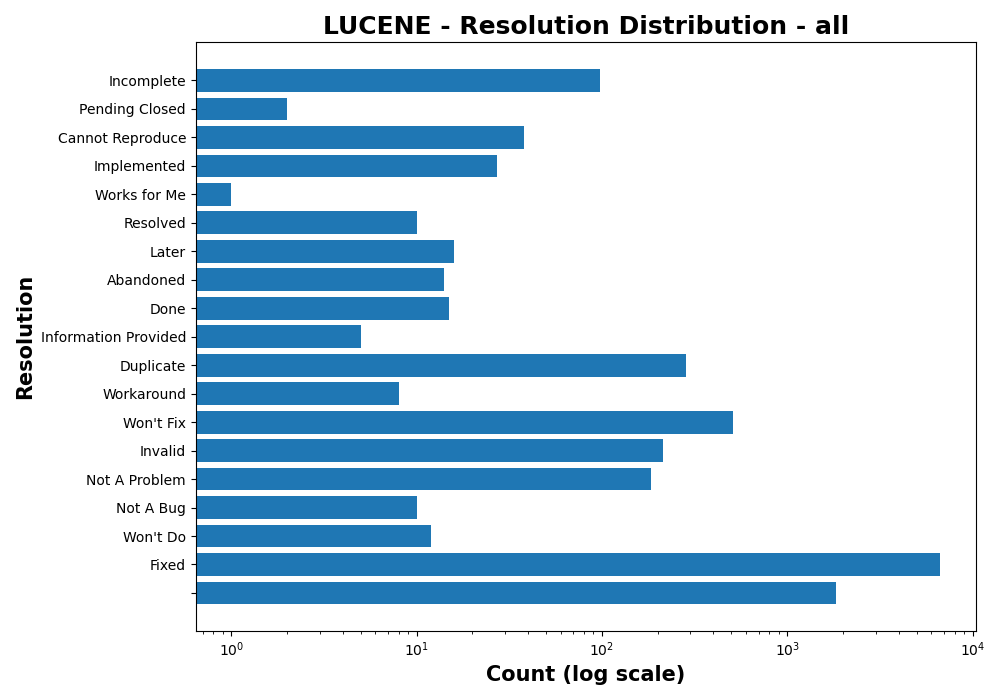 LUCENE - Resolution Distribution - all
Incomplete
Pending Closed
Cannot Reproduce
Implemented
Works for Me
Resolved
Later
Abandoned
Done
Information Provided
Duplicate
Workaround
Won't Fix
Invalid
Not A Problem
Not A Bug
Won't Do
Fixed
Resolution
10⁰ 10¹ 10² 10³ 10⁴
Count (log scale)